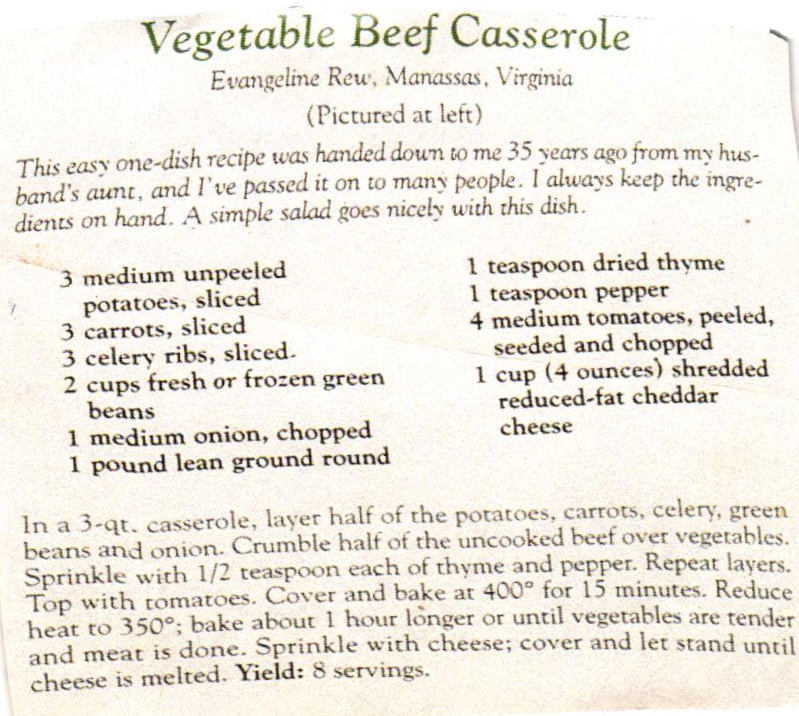 Vegetable Beef Casserole
Evangeline Rew, Manassas, Virginia
(Pictured at left)
This easy one-dish recipe was handed down to me 35 years ago from my hus-
band's aunt, and I've passed it on to many people. I always keep the ingre-
dients on hand. A simple salad goes nicely with this dish.
3 medium unpeeled
potatoes, sliced
3 carrots, sliced
3 celery ribs, sliced.
2 cups fresh or frozen green
beans
1 medium onion, chopped
1 pound lean ground round
1 teaspoon dried thyme
1 teaspoon pepper
4 medium tomatoes, peeled,
seeded and chopped
1 cup (4 ounces) shredded
reduced-fat cheddar
cheese
In a 3-qt. casserole, layer half of the potatoes, carrots, celery, green
beans and onion. Crumble half of the uncooked beef over vegetables.
Sprinkle with 1/2 teaspoon each of thyme and pepper. Repeat layers.
Top with tomatoes. Cover and bake at 400° for 15 minutes. Reduce
heat to 350°; bake about 1 hour longer or until vegetables are tender
and meat is done. Sprinkle with cheese; cover and let stand until
cheese is melted. Yield: 8 servings.